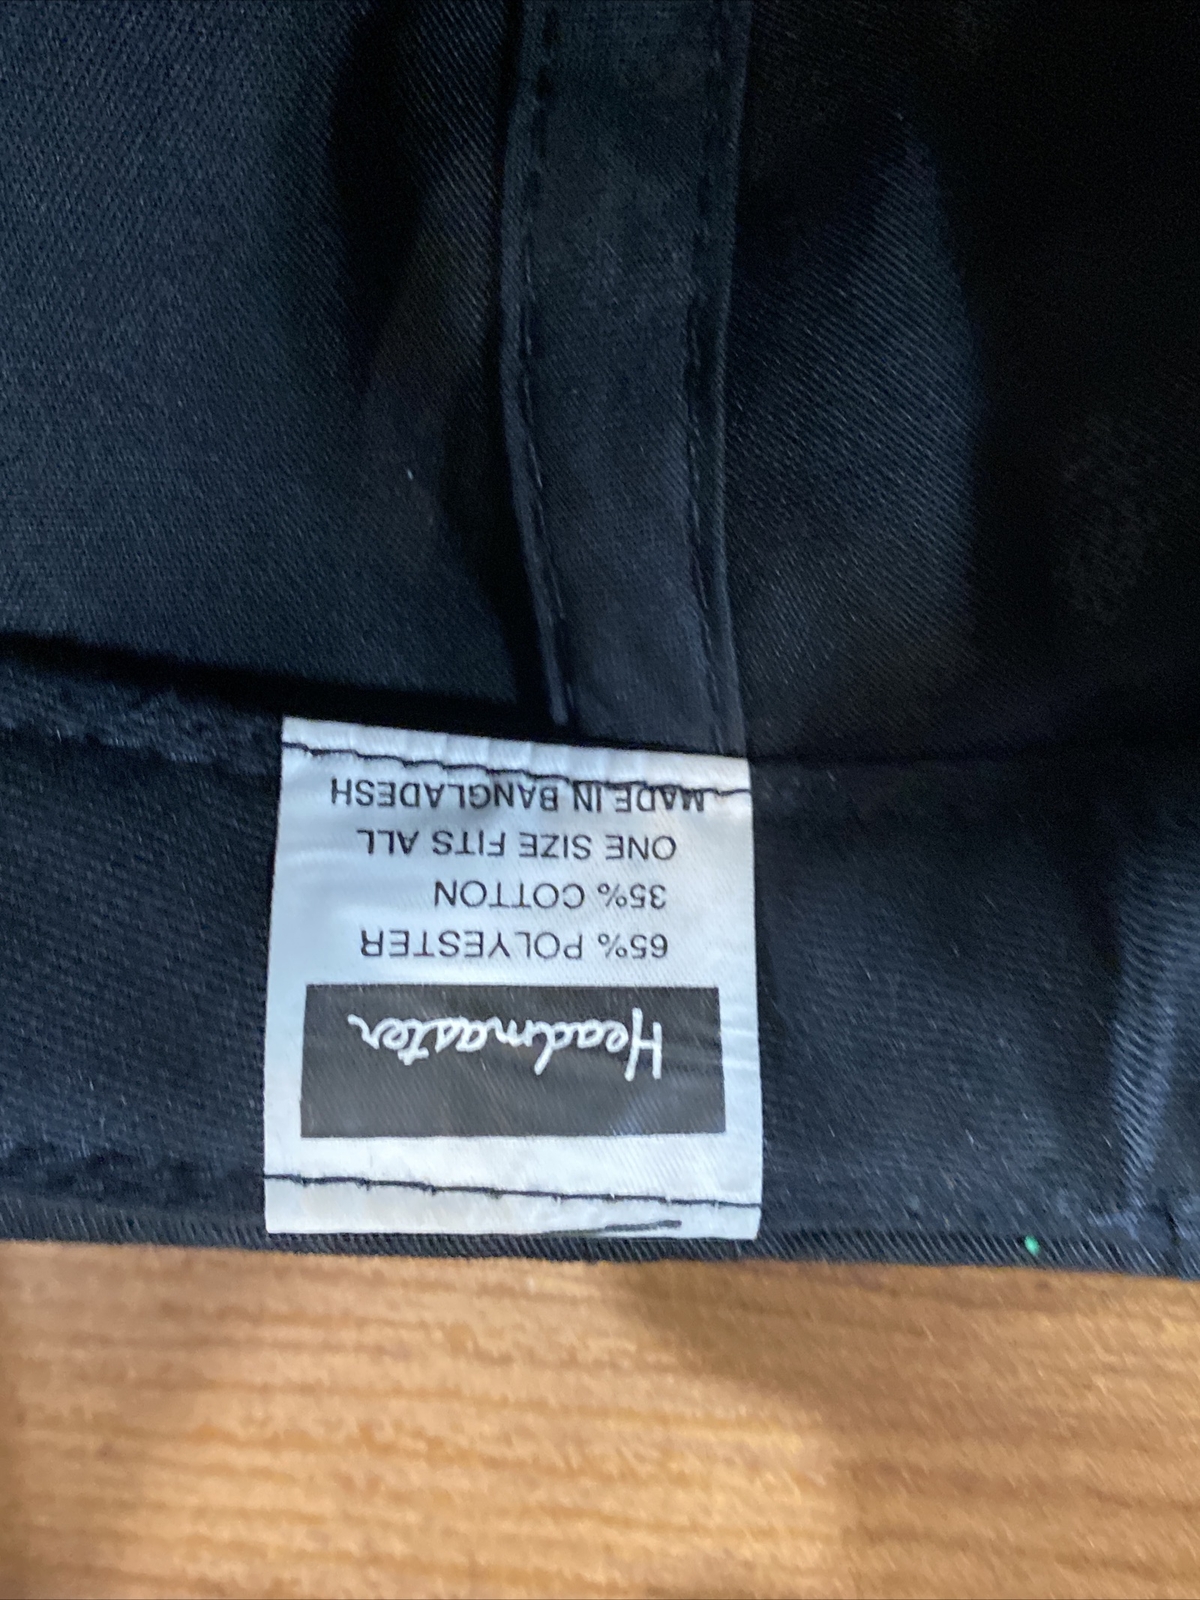 Headmaster
65% POLYESTER
35% COTTON
ONE SIZE FITS ALL
MADE IN BANGLADESH